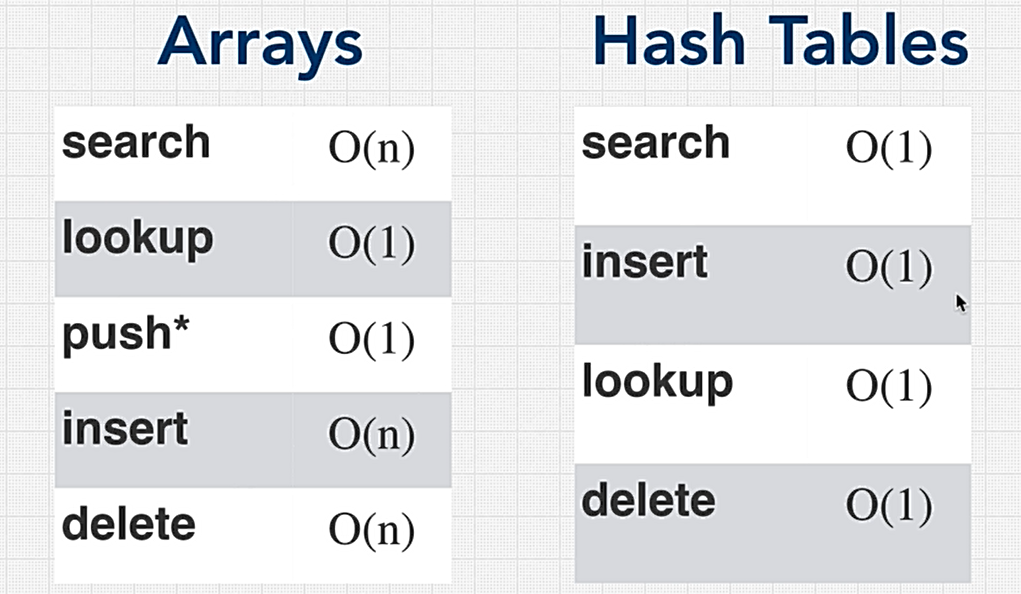 Arrays
search O(n)
lookup O(1)
push* O(1)
insert O(n)
delete O(n)
Hash Tables
search O(1)
insert O(1)
lookup O(1)
delete O(1)